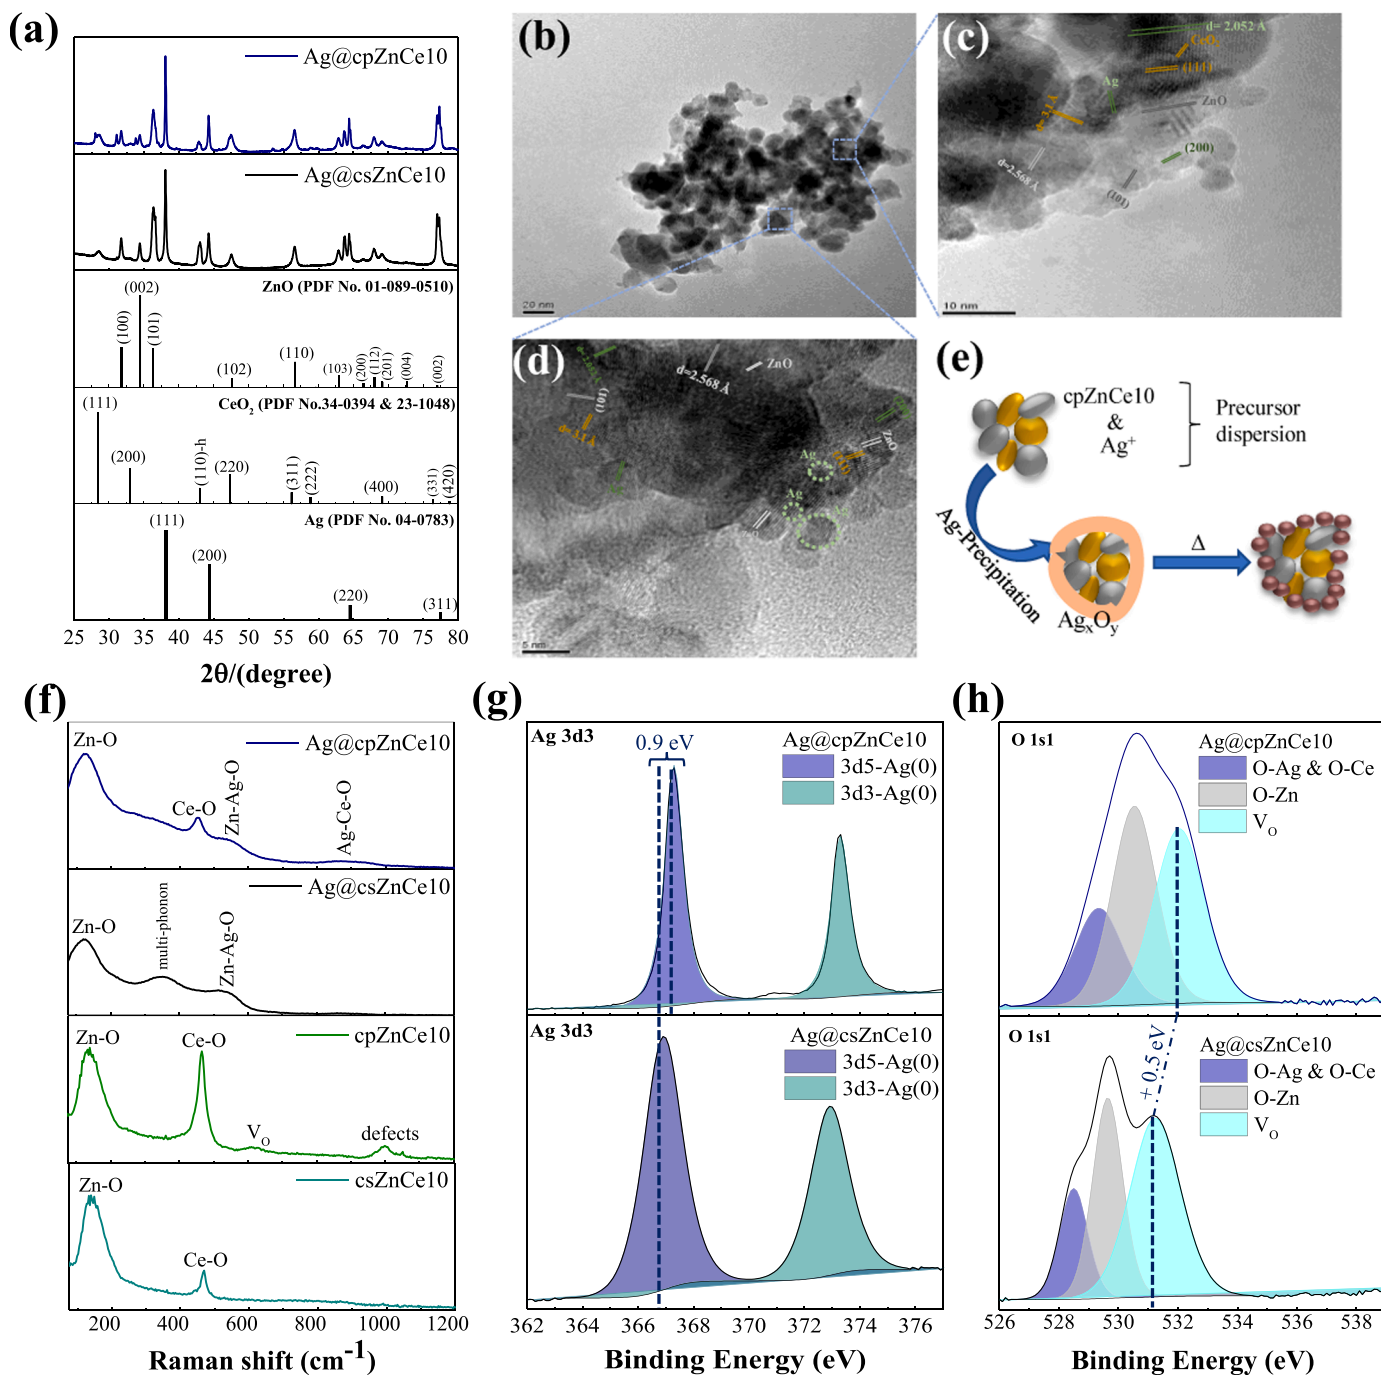 (a)
Ag@cpZnCe10
Ag@csZnCe10
ZnO (PDF No. 01-089-0510)
(100)
(002)
(101)
(102)
(110)
(103)
(200)
(112)
(201)
(004)
(002)
CeO2 (PDF No.34-0394 & 23-1048)
(111)
(200)
(110)-h
(220)
(311)
(222)
(400)
(331)
(420)
Ag (PDF No. 04-0783)
(111)
(200)
(220)
(311)
25 30 35 40 45 50 55 60 65 70 75 80
2θ/(degree)
(b)
20 nm
(c)
d= 2.052 Å
CeO2
(111)
Ag
d= 3.1 Å
ZnO
d=2.568 Å
(200)
(101)
10 nm
(d)
d=2.568 Å
ZnO
(101)
d= 3.1 Å
ZnO
(111)
Ag
Ag
5 nm
(e)
cpZnCe10
&
Ag+
Precursor
dispersion
Ag-Precipitation
AgxOy
Δ
(f)
Zn-O
Ag@cpZnCe10
Ce-O
Zn-Ag-O
Ag-Ce-O
Ag@csZnCe10
Zn-O
multi-phonon
Zn-Ag-O
cpZnCe10
Zn-O
Ce-O
VO
defects
csZnCe10
Zn-O
Ce-O
200 400 600 800 1000 1200
Raman shift (cm-1)
(g)
Ag 3d3
0.9 eV
Ag@cpZnCe10
3d5-Ag(0)
3d3-Ag(0)
Ag 3d3
Ag@csZnCe10
3d5-Ag(0)
3d3-Ag(0)
362 364 366 368 370 372 374 376
Binding Energy (eV)
(h)
O 1s1
Ag@cpZnCe10
O-Ag & O-Ce
O-Zn
VO
O 1s1
+ 0.5 eV
Ag@csZnCe10
O-Ag & O-Ce
O-Zn
VO
526 528 530 532 534 536 538
Binding Energy (eV)